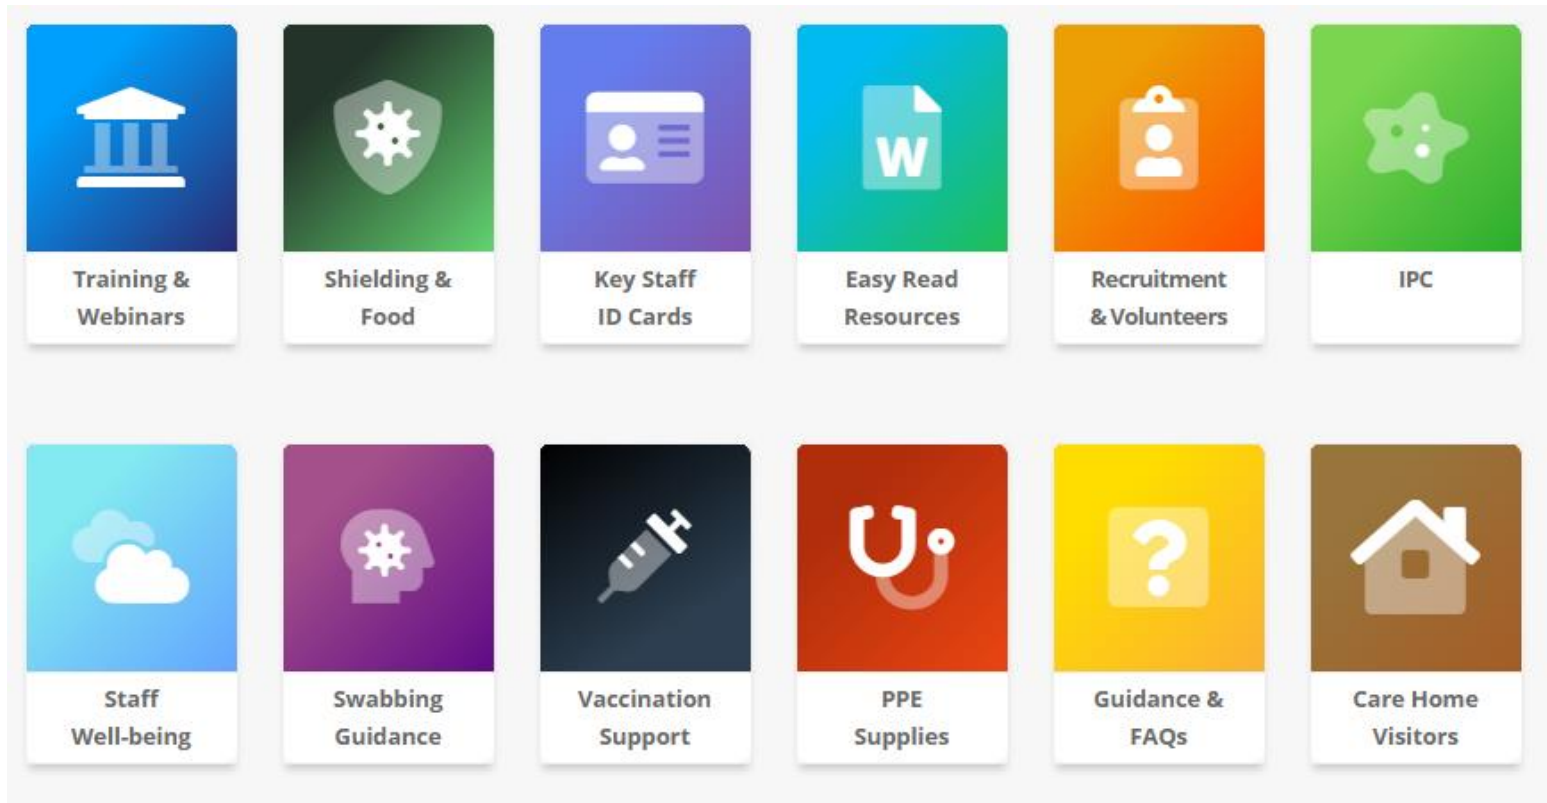 Training &
Webinars
Shielding &
Food
Key Staff
ID Cards
W
Easy Read
Resources
Recruitment
& Volunteers
IPC
Staff
Well-being
Swabbing
Guidance
Vaccination
Support
PPE
Supplies
?
Guidance &
FAQs
Care Home
Visitors